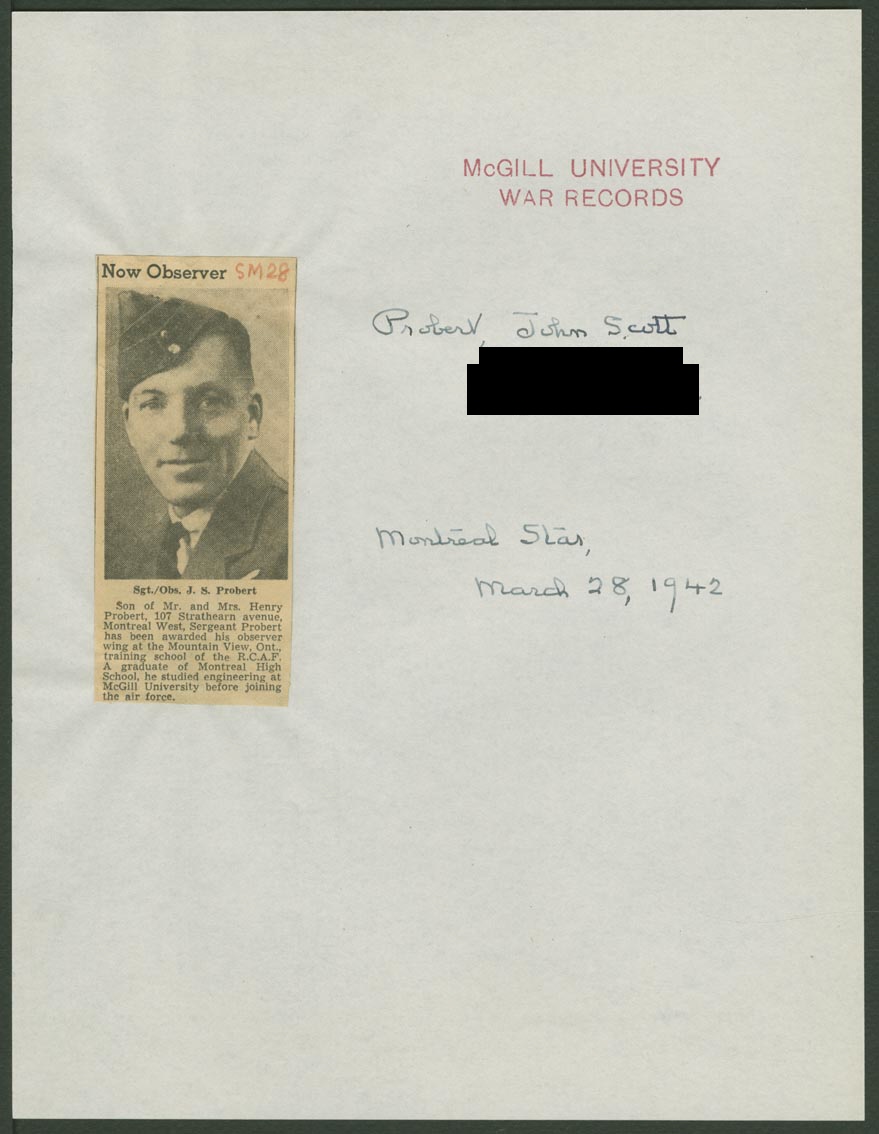 McGILL UNIVERSITY
WAR RECORDS
Now Observer SM28
Probert, John Scott
Montreal Star,
March 28, 1942
Sgt./Obs. J. S. Probert
Son of Mr. and Mrs. Henry
Probert, 107 Strathearn avenue,
Montreal West, Sergeant Probert
has been awarded his observer
wing at the Mountain View, Ont.,
training school of the R.C.A.F.
A graduate of Montreal High
School, he studied engineering at
McGill University before joining
the air force.